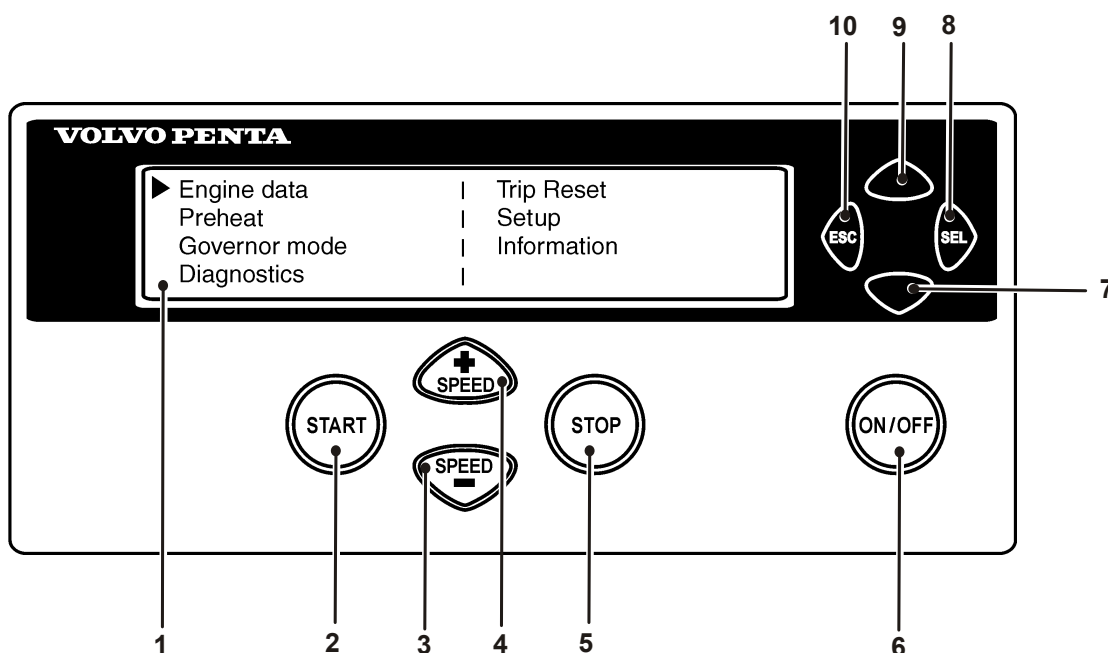 10 9 8
VOLVO PENTA
Engine data | Trip Reset
Preheat | Setup
Governor mode | Information
Diagnostics |
ESC SEL
7
+
SPEED
START STOP ON/OFF
SPEED
-
1 2 3 4 5 6